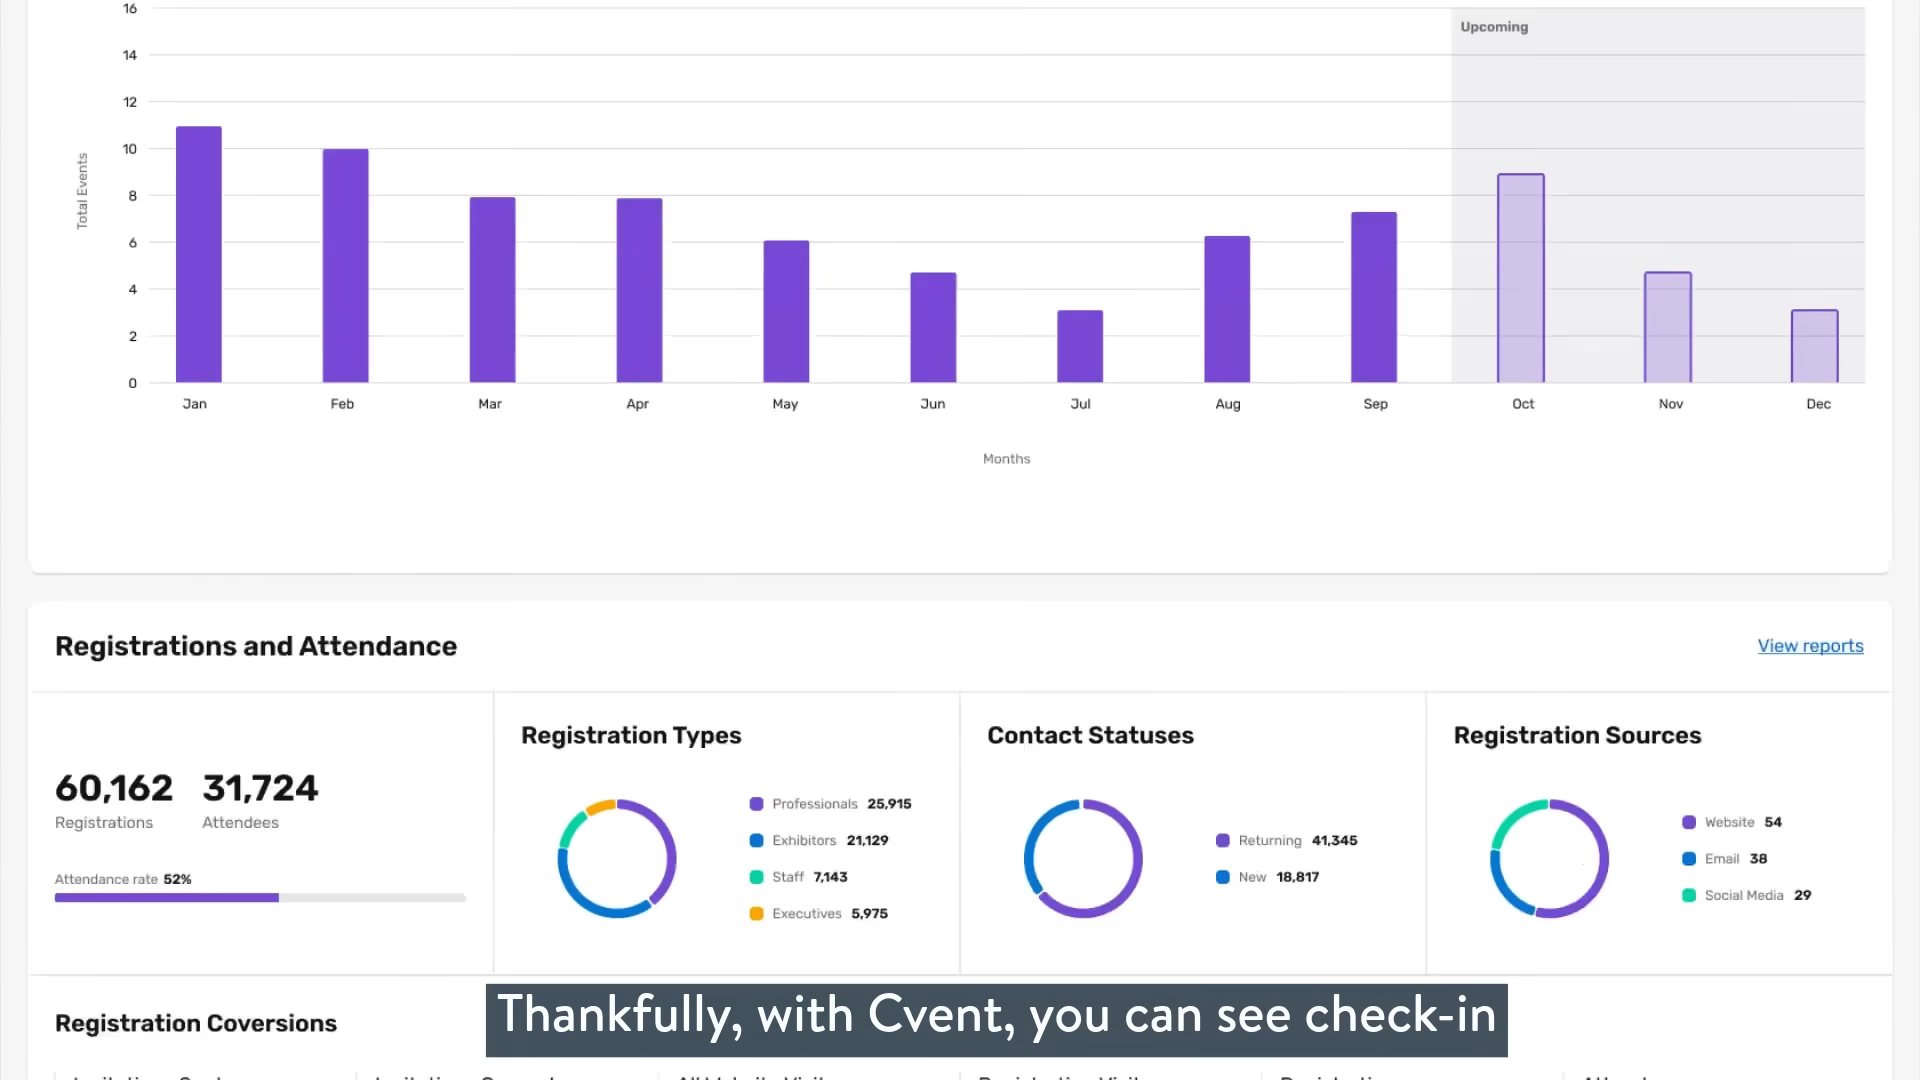 16
Upcoming
14
12
10
8
6
4
2
0
Total Events
Jan Feb Mar Apr May Jun Jul Aug Sep Oct Nov Dec
Months
Registrations and Attendance
View reports
60,162 31,724
Registrations Attendees
Attendance rate 52%
Registration Types
Professionals 25,915
Exhibitors 21,129
Staff 7,143
Executives 5,975
Contact Statuses
Returning 41,345
New 18,817
Registration Sources
Website 54
Email 38
Social Media 29
Registration Coversions
Thankfully, with Cvent, you can see check-in